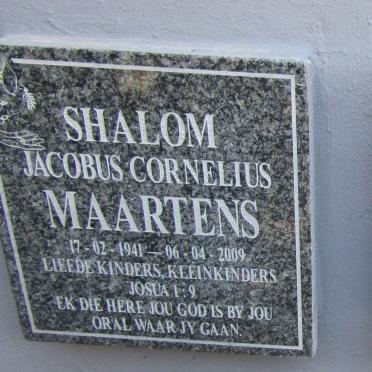 SHALOM
JACOBUS CORNELIUS
MAARTENS
17-02-1941 — 06-04-2009
LIEFDE KINDERS, KLEINKINDERS
JOSUA 1:9
EK DIE HERE JOU GOD IS BY JOU
ORAL WAAR JY GAAN